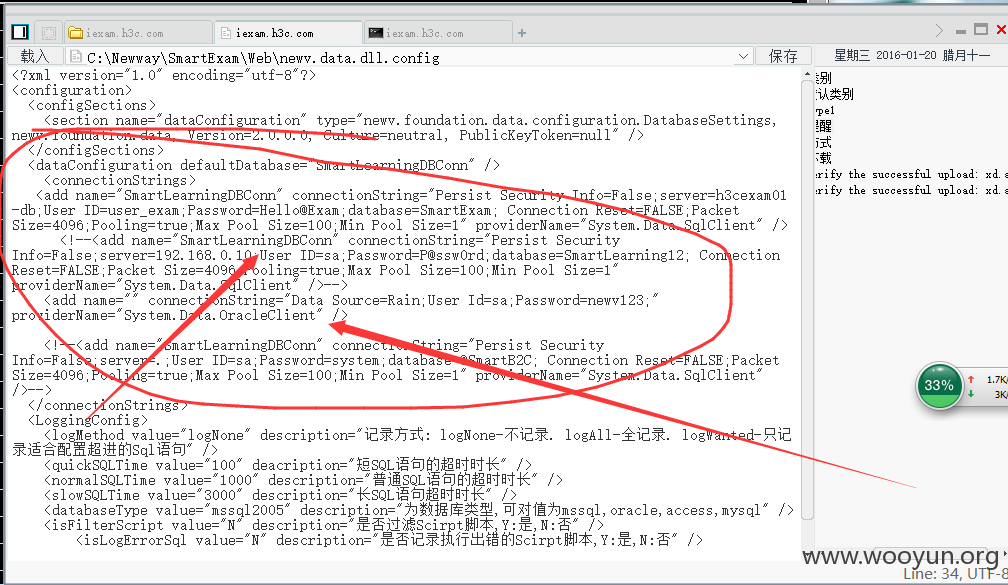 iexam.h3c.com
iexam.h3c.com
iexam.h3c.com
载入
C:\Newway\SmartExam\Web\newv.data.dll.config
保存
星期三 2016-01-20 腊月十一
<?xml version="1.0" encoding="utf-8"?>
<configuration>
<configSections>
<section name="dataConfiguration" type="newv.foundation.data.configuration.DatabaseSettings,
newv.foundation.data, Version=2.0.0.0, Culture=neutral, PublicKeyToken=null" />
</configSections>
<dataConfiguration defaultDatabase="SmartLearningDBConn" />
<connectionStrings>
<add name="SmartLearningDBConn" connectionString="Persist Security Info=False;server=h3cexam01
-db;User ID=user_exam;Password=Hello@Exam;database=SmartExam; Connection Reset=FALSE;Packet
Size=4096;Pooling=true;Max Pool Size=100;Min Pool Size=1" providerName="System.Data.SqlClient" />
<!--<add name="SmartLearningDBConn" connectionString="Persist Security
Info=False;server=192.168.0.10;User ID=sa;Password=P@ssw0rd;database=SmartLearning12; Connection
Reset=FALSE;Packet Size=4096;Pooling=true;Max Pool Size=100;Min Pool Size=1"
providerName="System.Data.SqlClient" />-->
<add name="" connectionString="Data Source=Rain;User Id=sa;Password=newv123;"
providerName="System.Data.OracleClient" />
<!--<add name="SmartLearningDBConn" connectionString="Persist Security
Info=False;server=.;User ID=sa;Password=system;database=@SmartB2C; Connection Reset=FALSE;Packet
Size=4096;Pooling=true;Max Pool Size=100;Min Pool Size=1" providerName="System.Data.SqlClient"
/>-->
</connectionStrings>
<LoggingConfig>
<logMethod value="logNone" description="记录方式: logNone-不记录. logAll-全记录. logWanted-只记
录适合配置超进的Sql语句" />
<quickSQLTime value="100" deacription="短SQL语句的超时时长" />
<normalSQLTime value="1000" description="普通SQL语句的超时时长" />
<slowSQLTime value="3000" description="长SQL语句超时时长" />
<databaseType value="mssql2005" description="为数据库类型,可对值为mssql,oracle,access,mysql" />
<isFilterScript value="N" description="是否过滤Scirpt脚本,Y:是,N:否" />
<isLogErrorSql value="N" description="是否记录执行出错的Scirpt脚本,Y:是,N:否" />
类别
默认类别
ype1
提醒
方式
下载
erify the successful upload: xd.a
erify the successful upload: xd.a
33%
1.7K/
3K/
www.wooyun.org
Line: 34, UTF-8